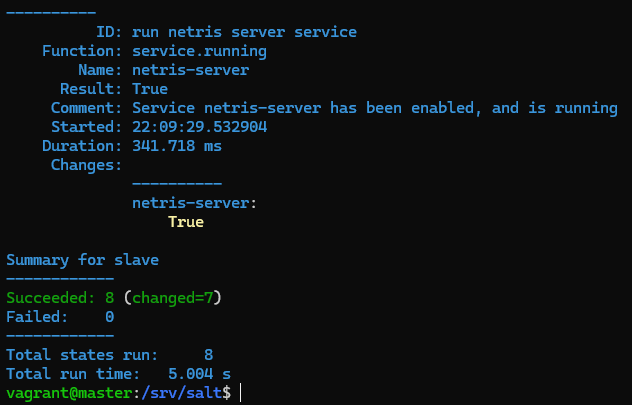 ----------
          ID: run netris server service
    Function: service.running
        Name: netris-server
      Result: True
     Comment: Service netris-server has been enabled, and is running
     Started: 22:09:29.532904
    Duration: 341.718 ms
     Changes:
              ----------
              netris-server:
                  True

Summary for slave
------------
Succeeded: 8 (changed=7)
Failed:    0
------------
Total states run:     8
Total run time:   5.004 s
vagrant@master:/srv/salt$